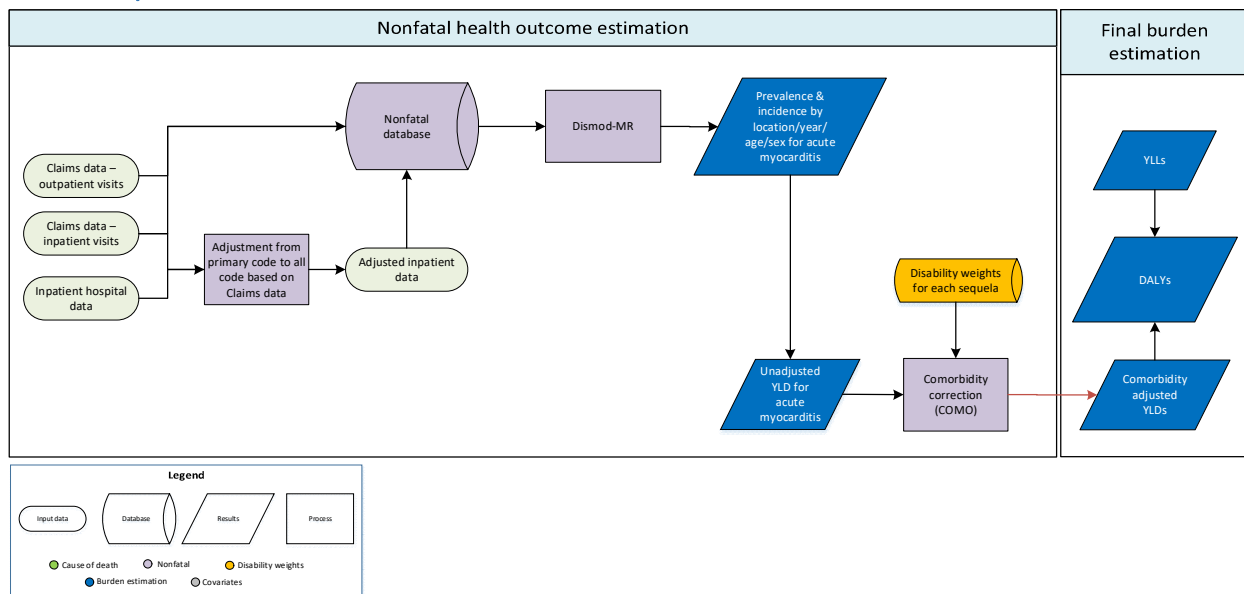 Nonfatal health outcome estimation
Final burden
estimation
Nonfatal
database
Dismod-MR
Prevalence &
incidence by
location/year/
age/sex for acute
myocarditis
YLLs
Claims data –
outpatient visits
Claims data –
inpatient visits
Inpatient hospital
data
Adjustment from
primary code to all
code based on
Claims data
Adjusted inpatient
data
Disability weights
for each sequela
DALYs
Unadjusted
YLD for
acute
myocarditis
Comorbidity
correction
(COMO)
Comorbidity
adjusted
YLDs
Legend
Input data
Database
Results
Process
Cause of death
Nonfatal
Disability weights
Burden estimation
Covariates